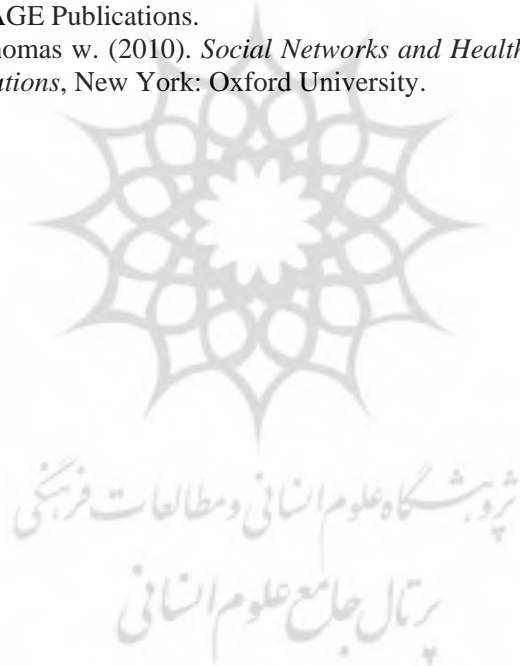 AGE Publications.
homas w. (2010). Social Networks and Health
ations, New York: Oxford University.
پژوهشگاه علوم انسانی و مطالعات فرهنگی
پرتال جامع علوم انسانی